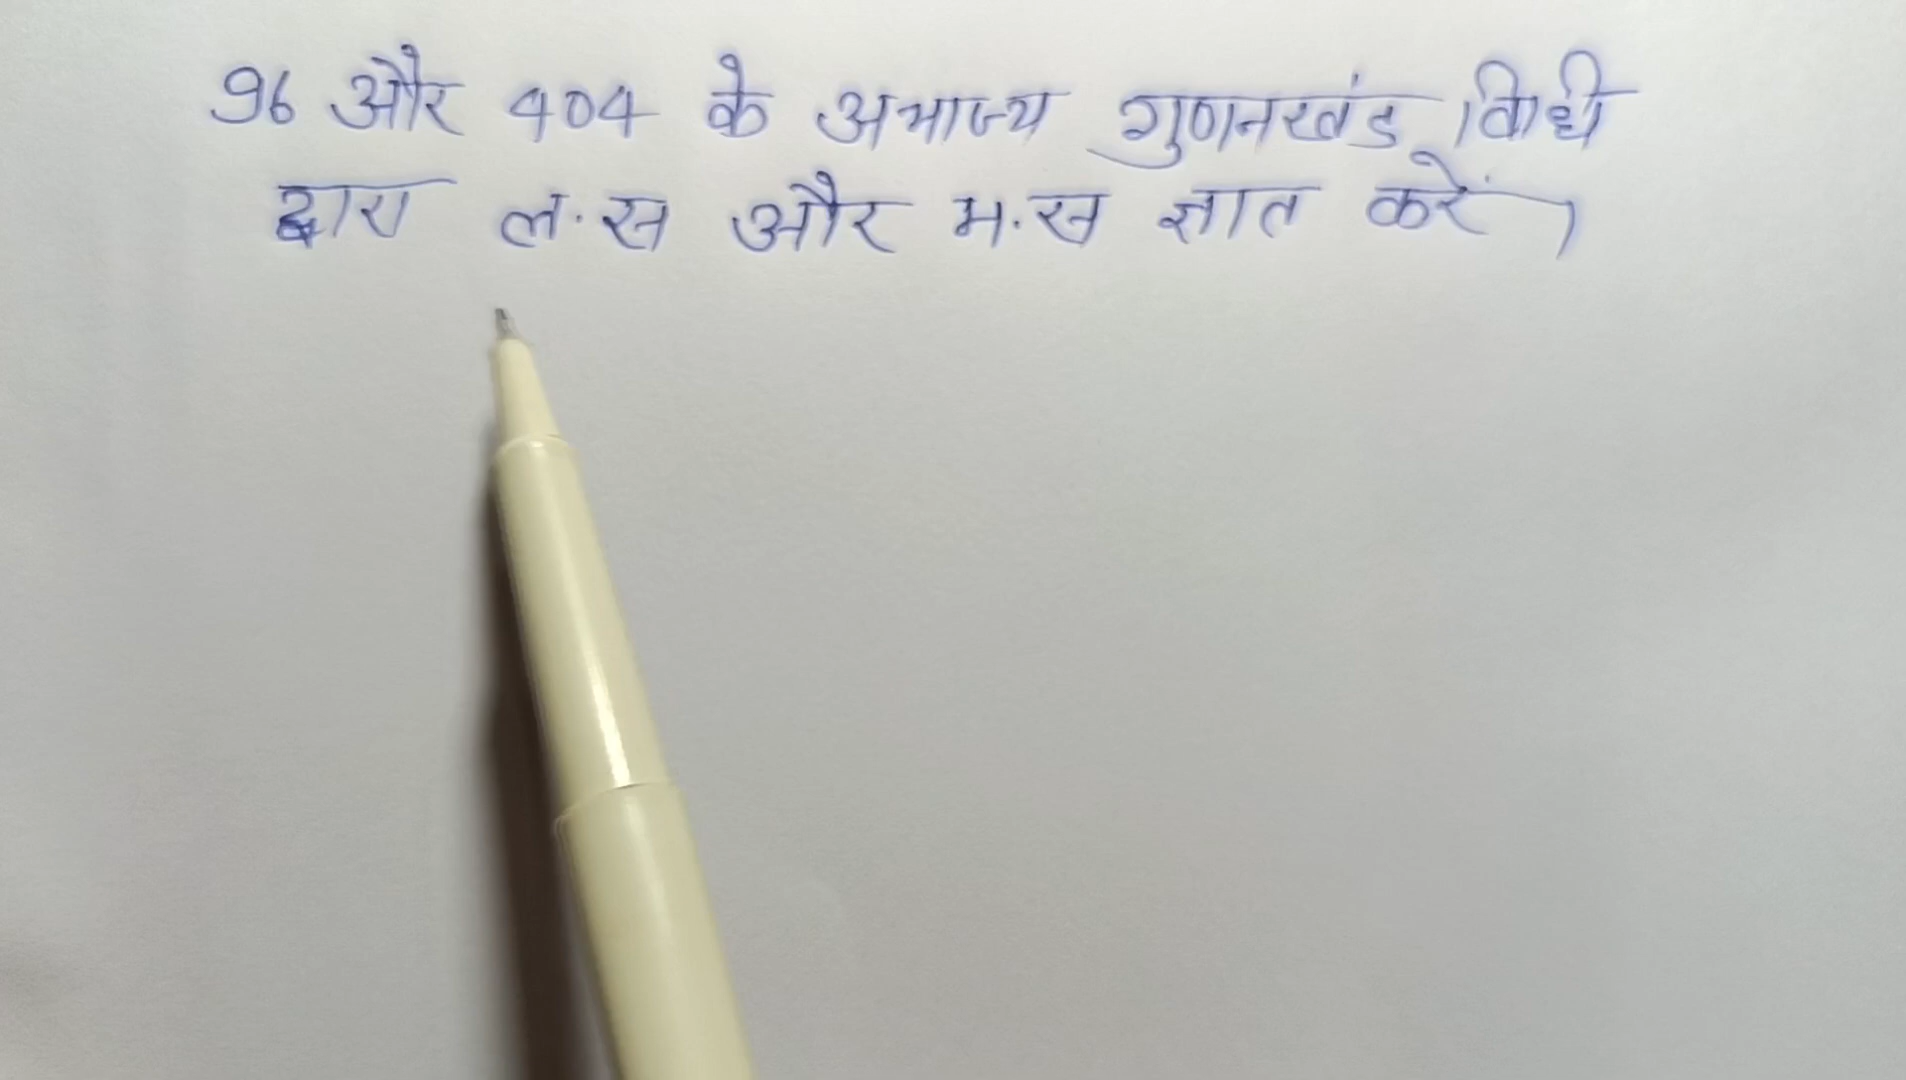 96 और 404 के अभाज्य गुणनखंड विधि
द्वारा ल.स और म.स ज्ञात करें,